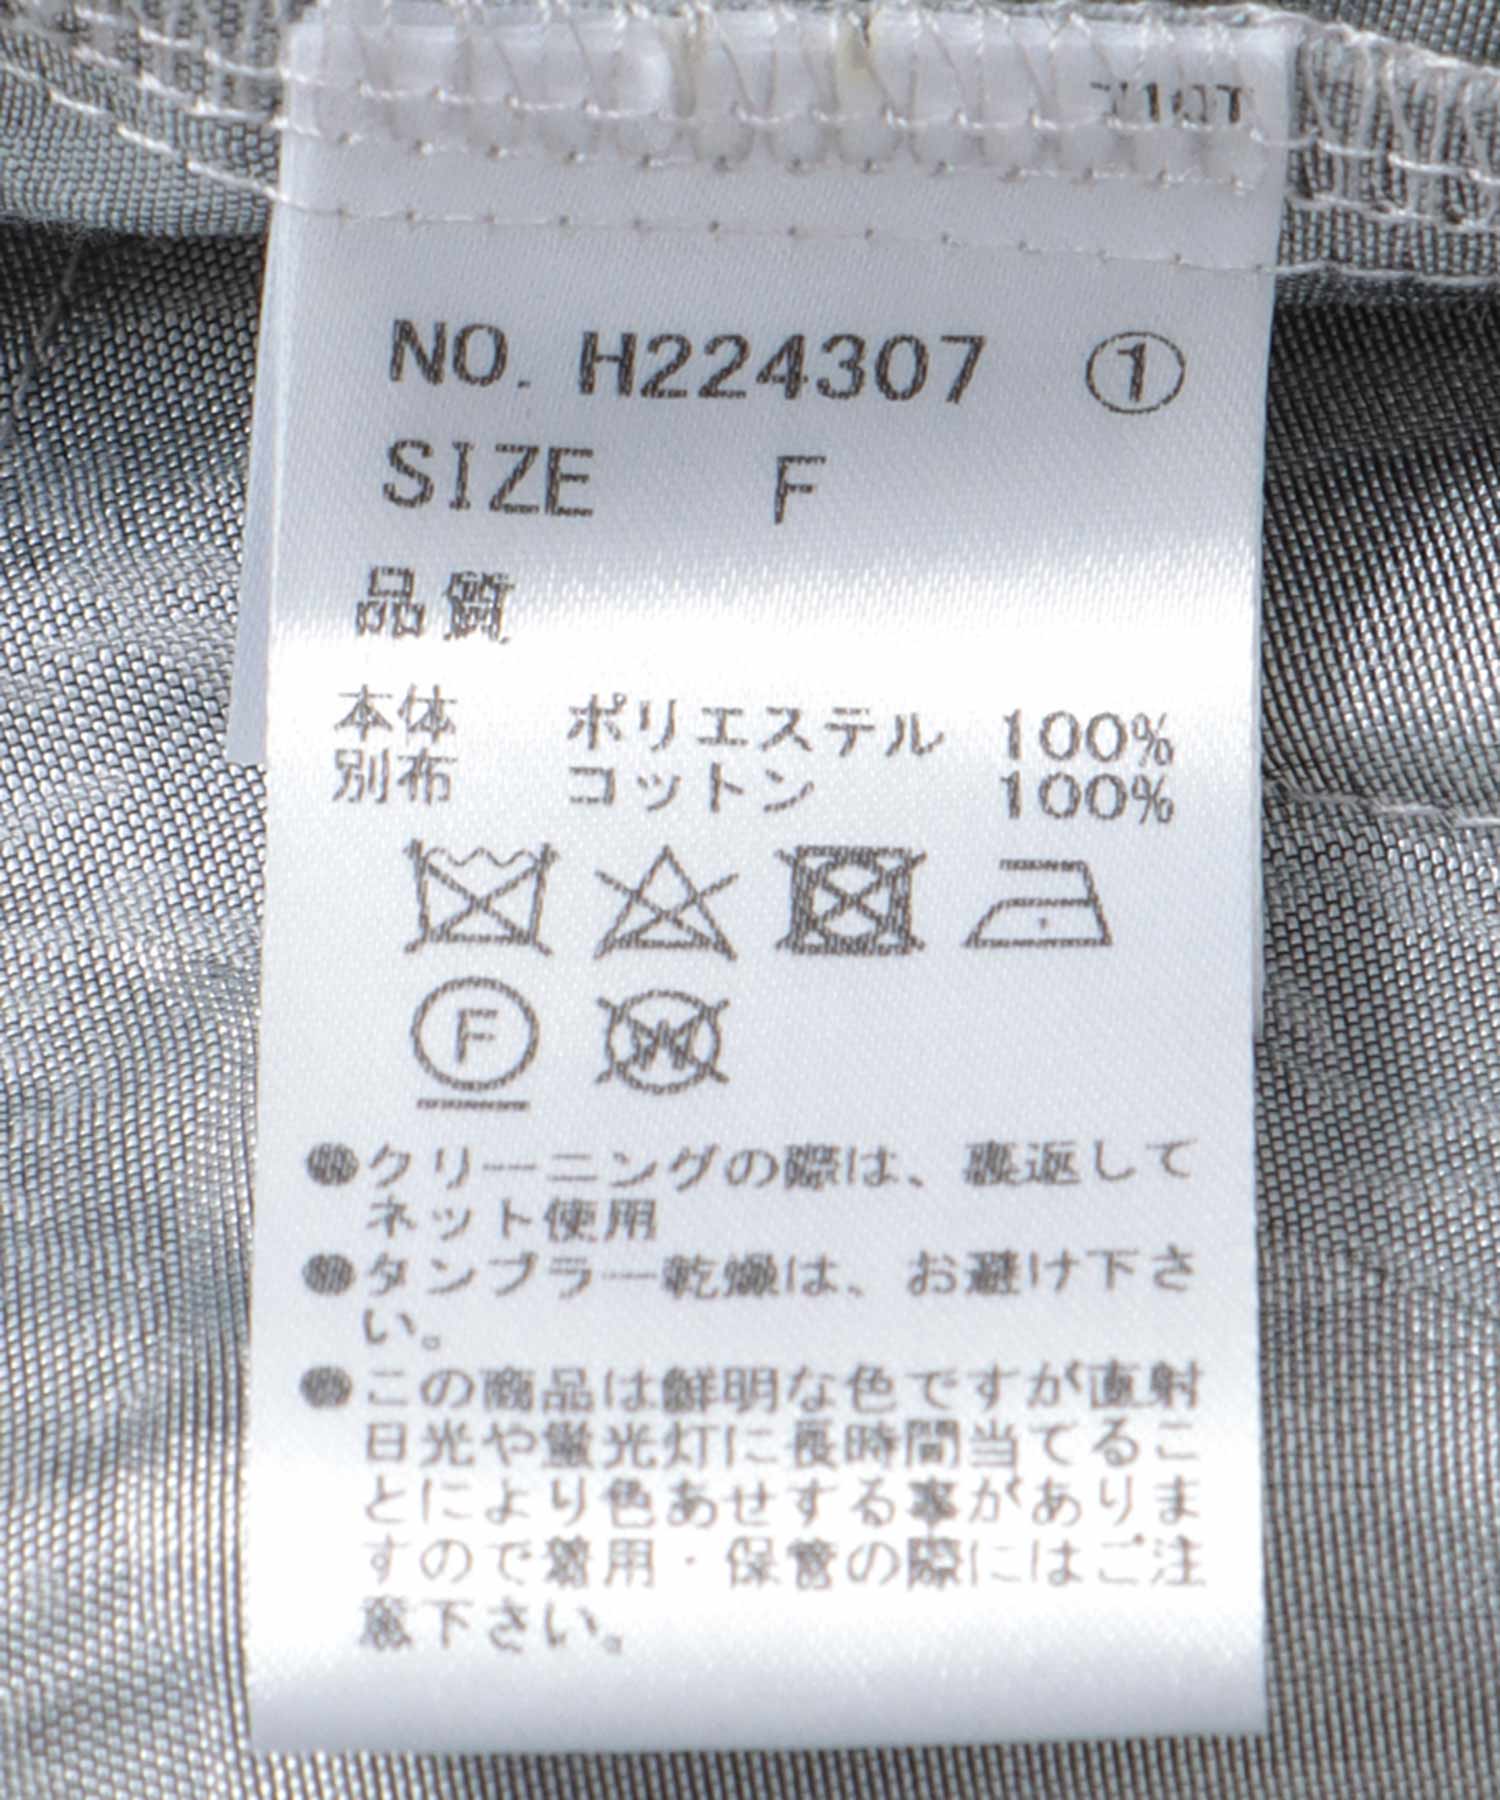 NO. H224307 ①
SIZE F
品質
本体 ポリエステル 100%
別布 コットン 100%
F
W
●クリーニングの際は、裏返して
ネット使用
●タンブラー乾燥は、お避け下さ
い。
●この商品は鮮明な色ですが直射
日光や蛍光灯に長時間当てるこ
とにより色あせする事がありま
すので着用・保管の際にはご注
意下さい。